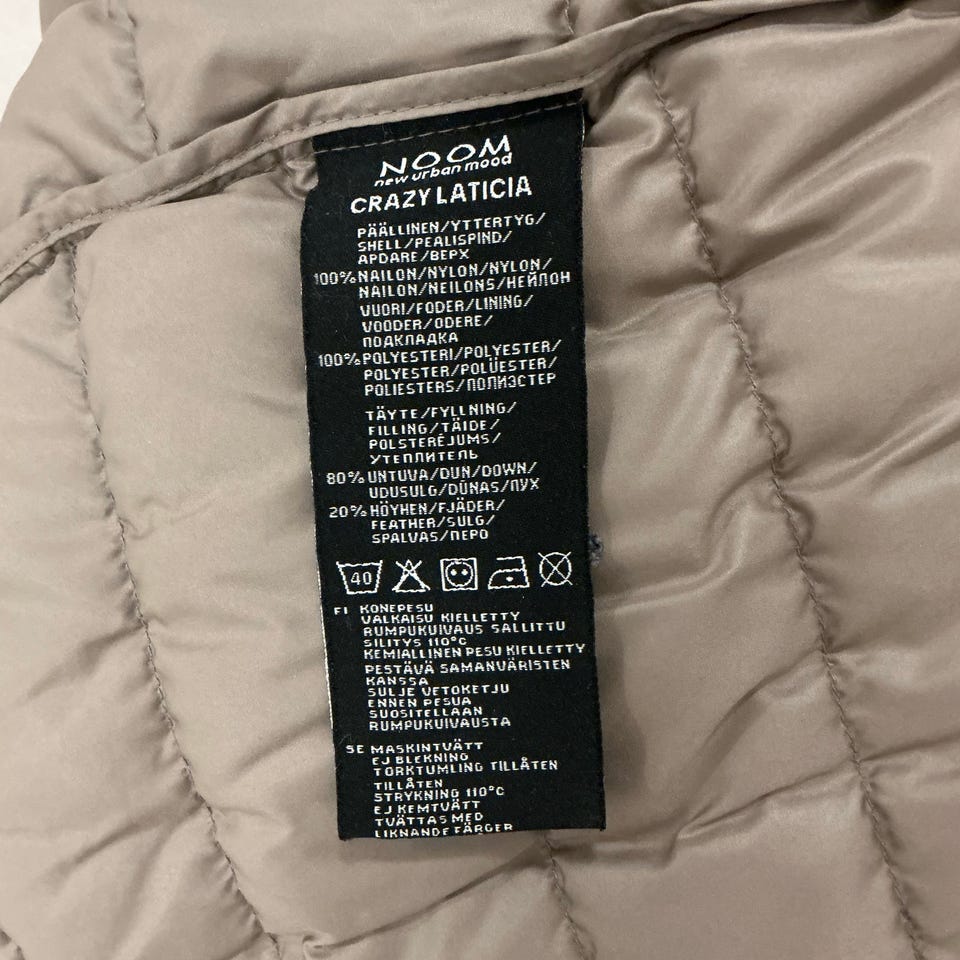 NOOM
new urban mood
CRAZY LATICIA
PÄÄLLINEN/YTTERTYG/
SHELL/PEALISPIND/
APDARE/ВЕРХ
100% NAILON/NYLON/NYLON/
NAILON/NEILONS/НЕЙЛОН
VUORI/FODER/LINING/
VOODER/ODERE/
ПОДКЛАДКА
100% POLYESTERI/POLYESTER/
POLYESTER/POLÜESTER/
POLIESTERS/ПОЛИЭСТЕР
TÄYTE/FYLLNING/
FILLING/TÄIDE/
POLSTERĒJUMS/
УТЕПЛИТЕЛЬ
80% UNTUVA/DUN/DOWN/
UDUSULG/DŪNAS/ПУХ
20% HÖYHEN/FJÄDER/
FEATHER/SULG/
SPALVAS/ПЕРО
40
FI KONEPESU
VALKAISU KIELLETTY
RUMPUKUIVAUS SALLITTU
SILITYS 110°C
KEMIALLINEN PESU KIELLETTY
PESTÄVÄ SAMANVÄRISTEN
KANSSA
SULJE VETOKETJU
ENNEN PESUA
SUOSITELLAAN
RUMPUKUIVAUSTA
SE MASKINTVÄTT
EJ BLEKNING
TORKTUMLING TILLÅTEN
TILLÅTEN
STRYKNING 110°C
EJ KEMTVÄTT
TVÄTTAS MED
LIKNANDE FÄRGER